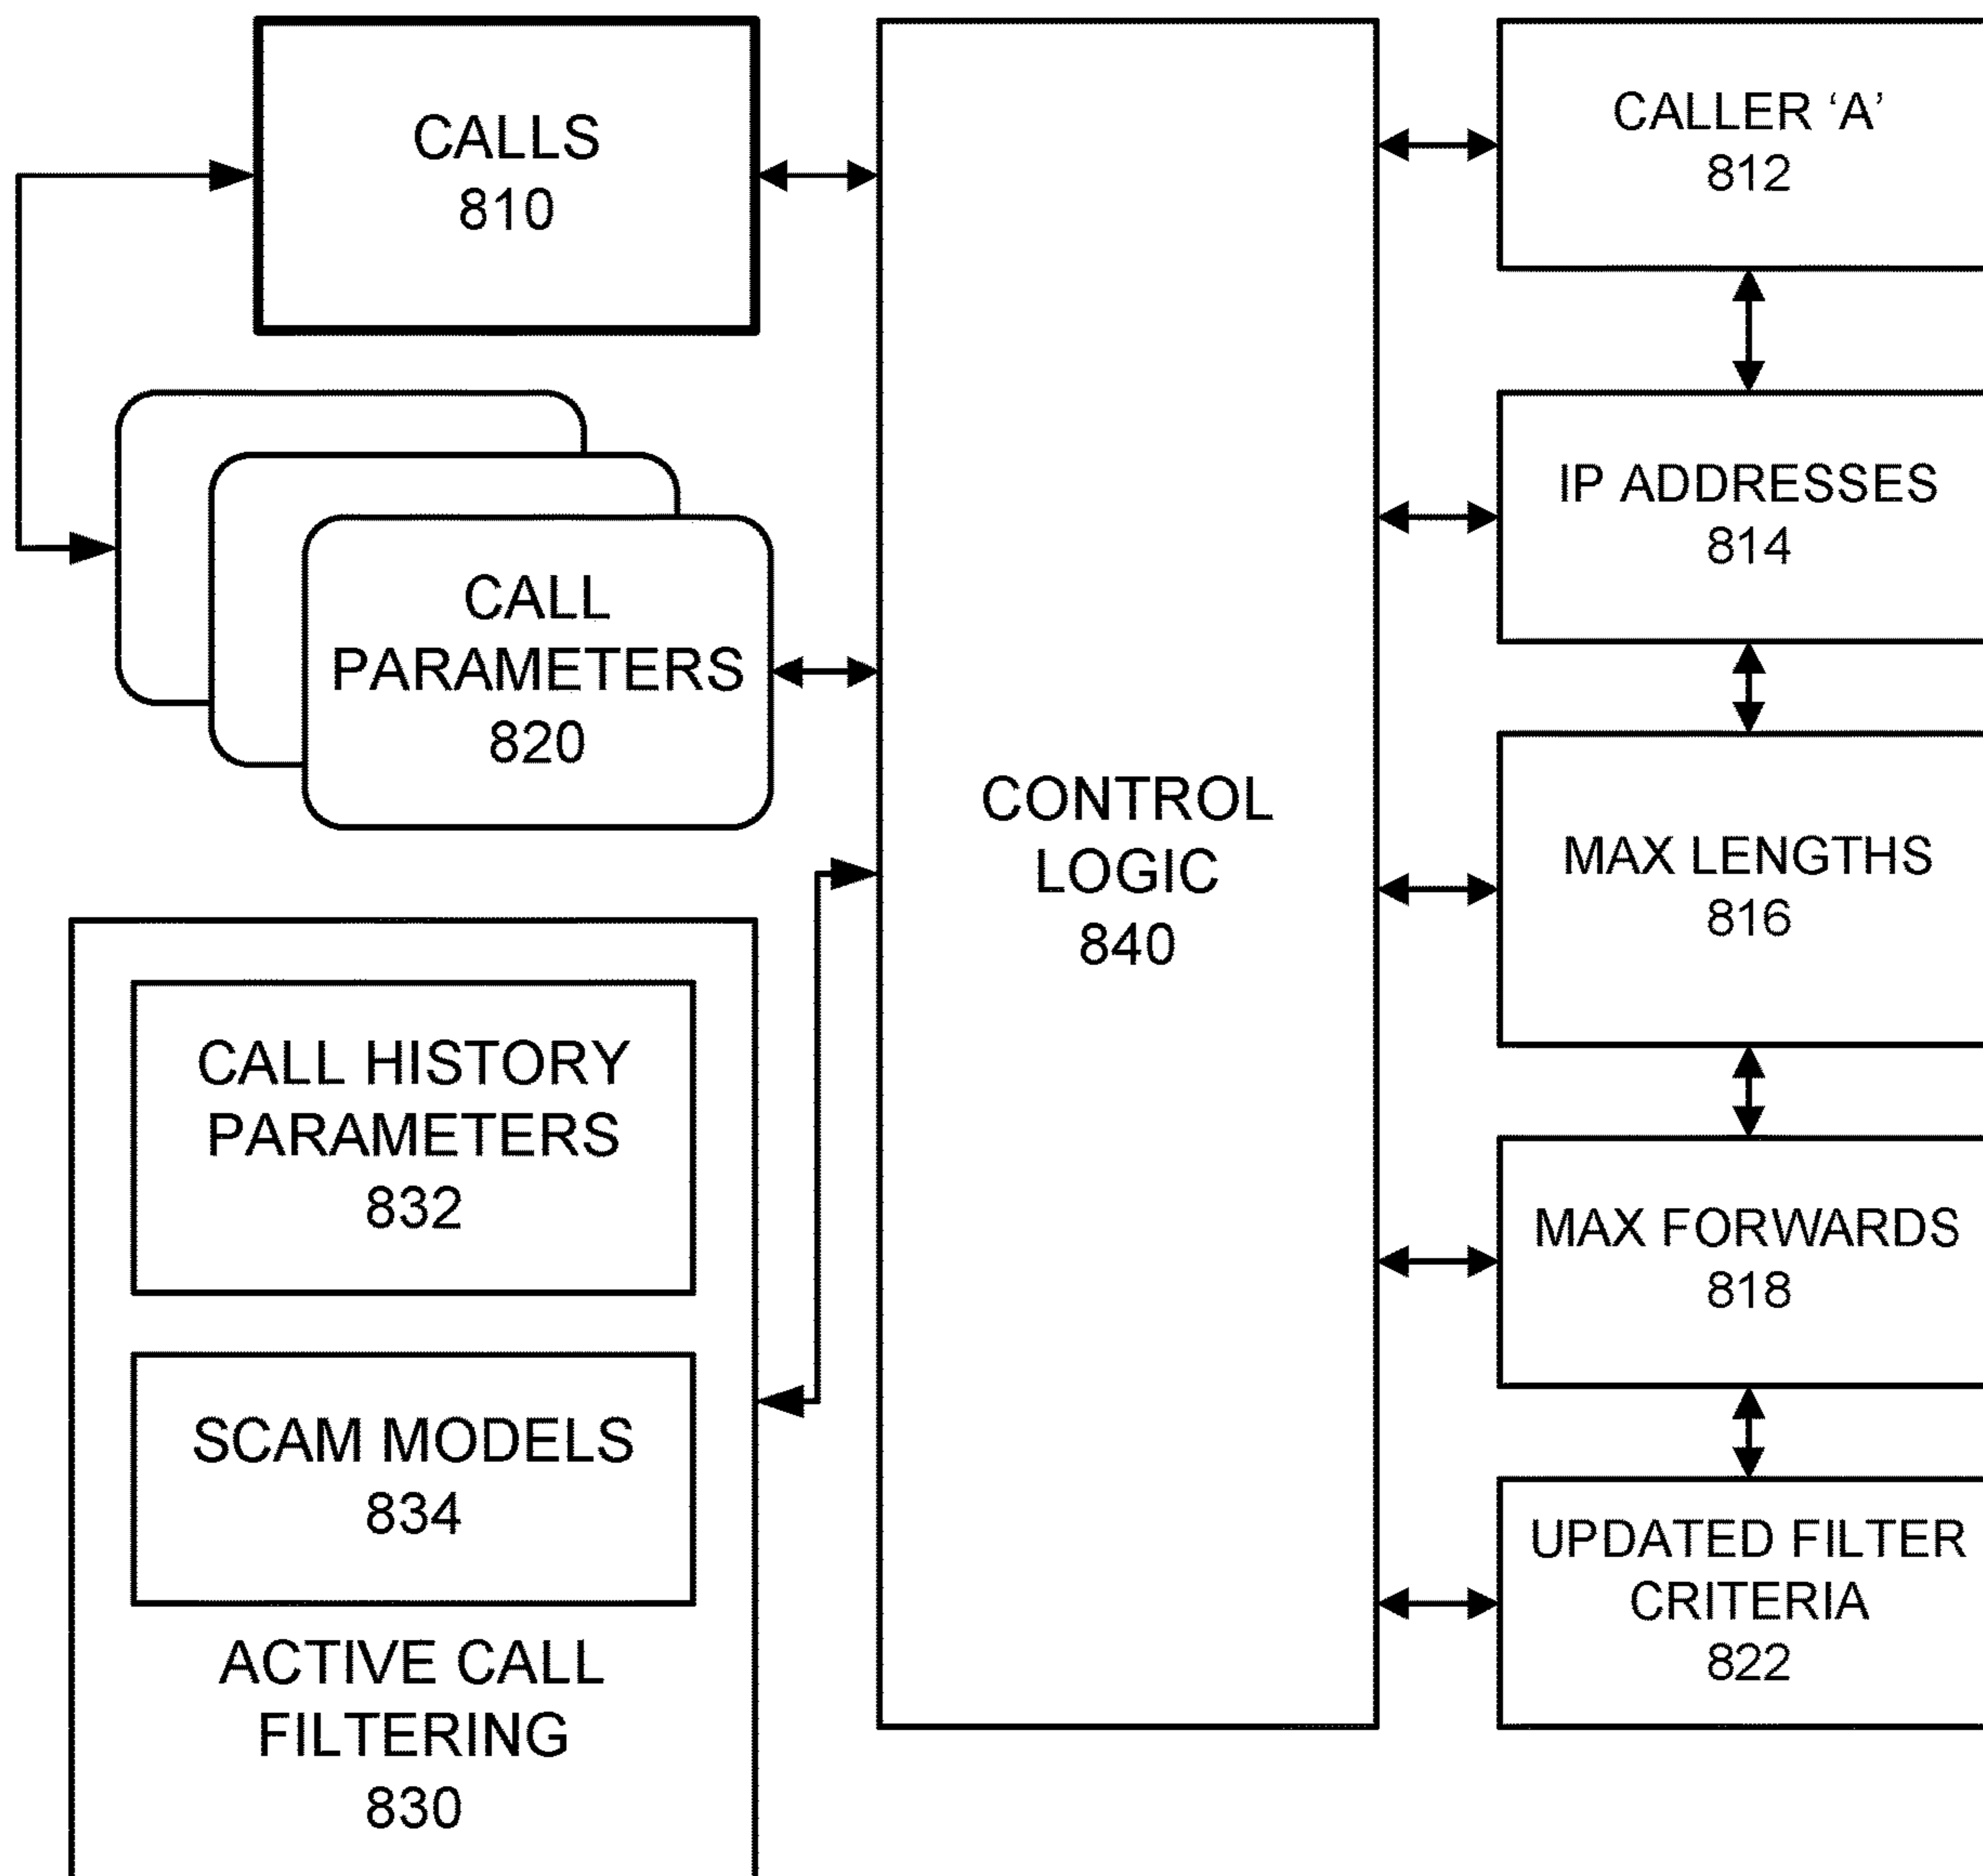 CALLS
810
CALL
PARAMETERS
820
CALL HISTORY
PARAMETERS
832
SCAM MODELS
834
ACTIVE CALL
FILTERING
830
CONTROL
LOGIC
840
CALLER ‘A’
812
IP ADDRESSES
814
MAX LENGTHS
816
MAX FORWARDS
818
UPDATED FILTER
CRITERIA
822